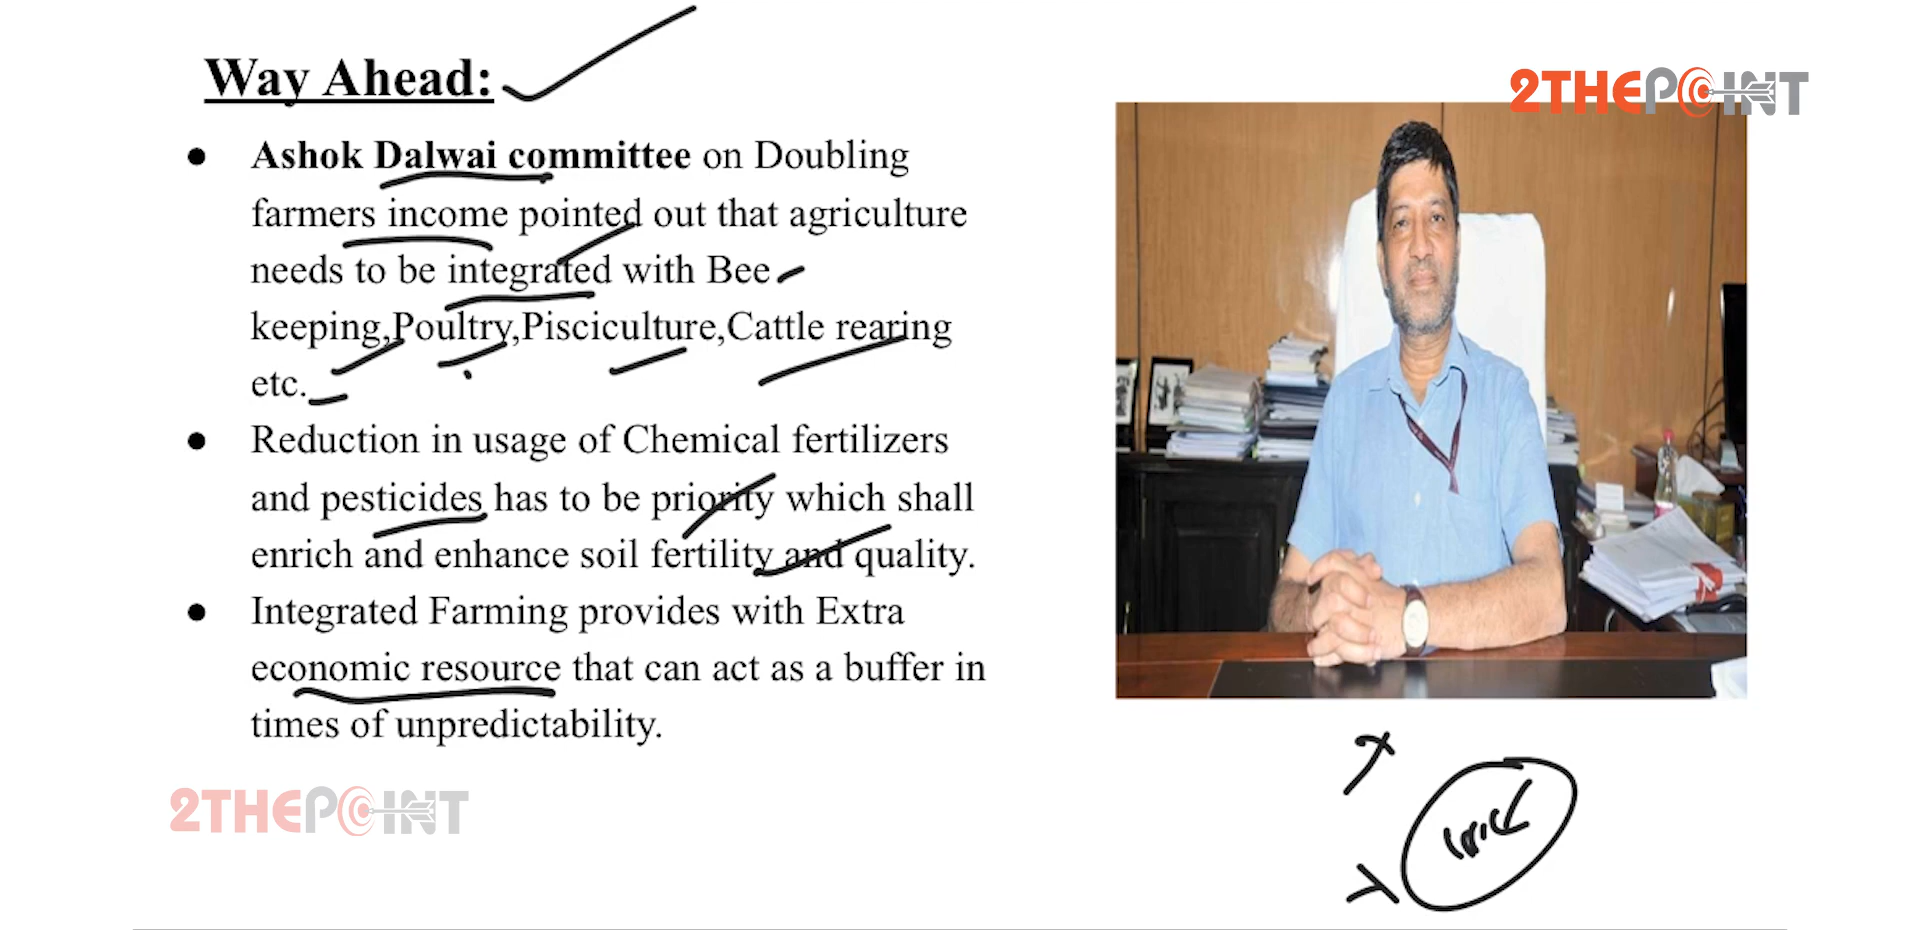 Way Ahead:
2THEPOINT
● Ashok Dalwai committee on Doubling
farmers income pointed out that agriculture
needs to be integrated with Bee
keeping,Poultry,Pisciculture,Cattle rearing
etc.
● Reduction in usage of Chemical fertilizers
and pesticides has to be priority which shall
enrich and enhance soil fertility and quality.
● Integrated Farming provides with Extra
economic resource that can act as a buffer in
times of unpredictability.
2THEPOINT